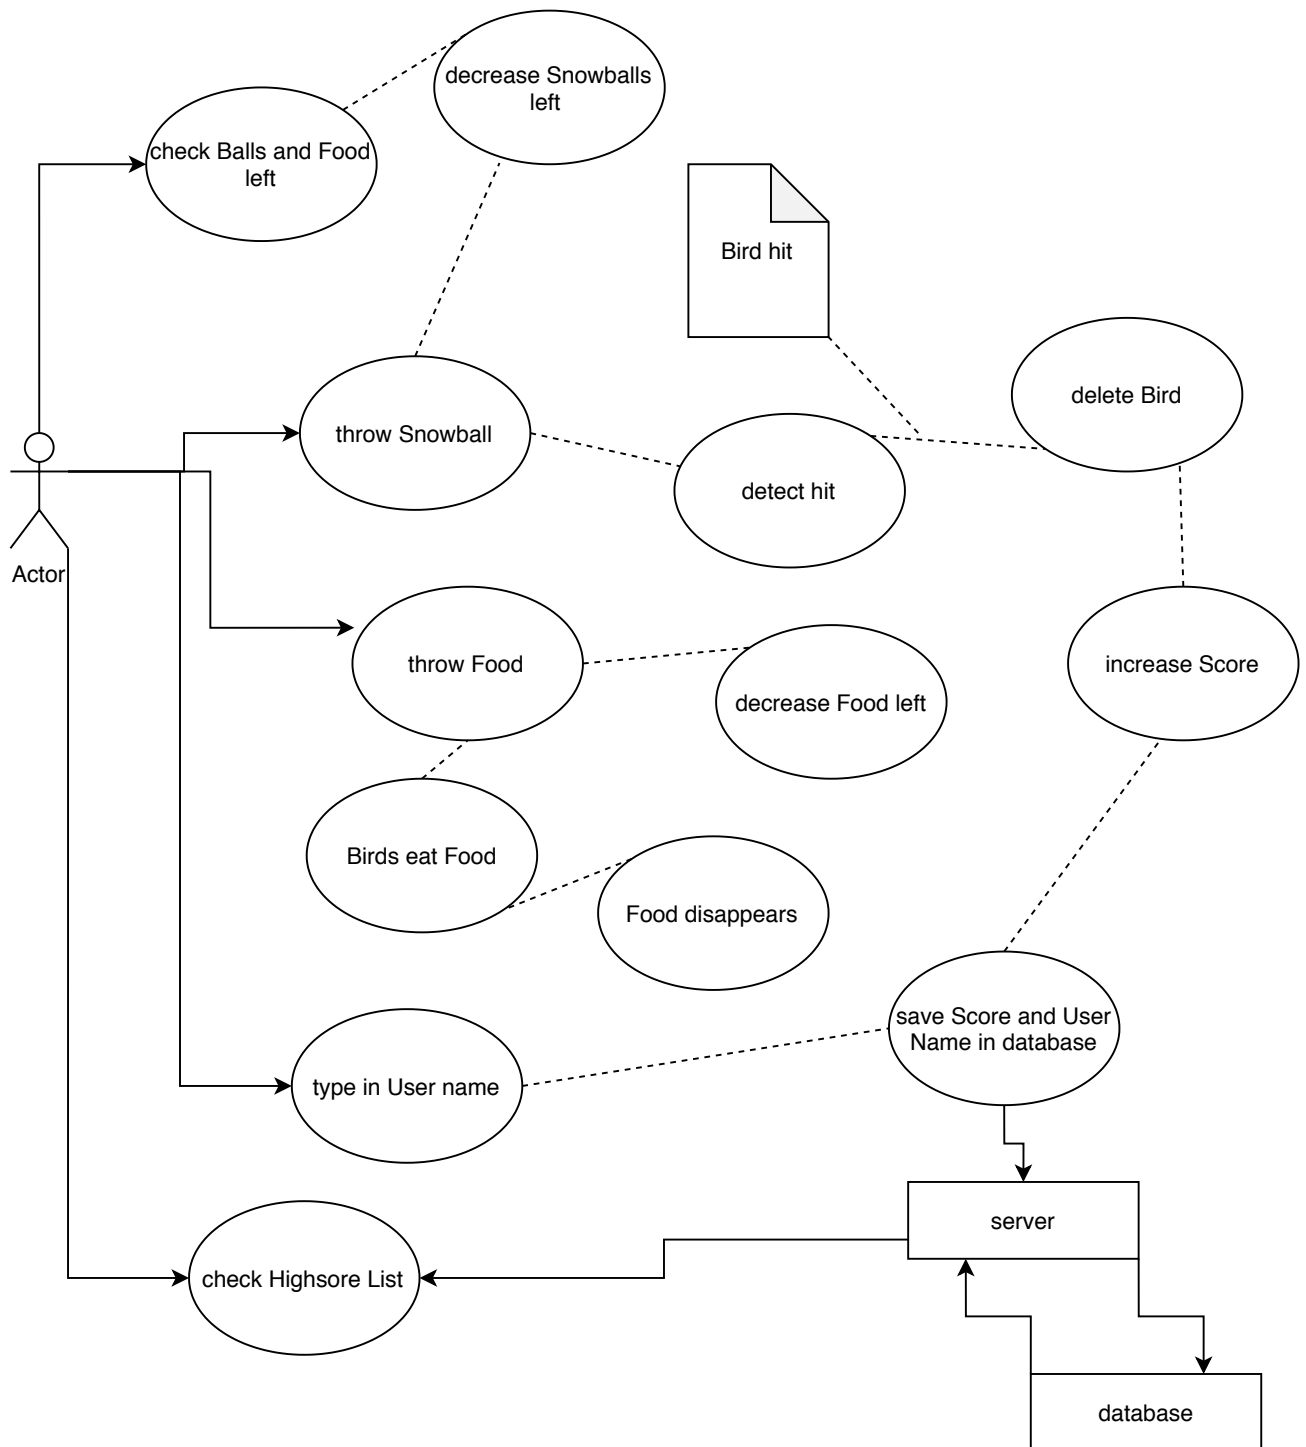 decrease Snowballs
left
check Balls and Food
left
Bird hit
delete Bird
throw Snowball
detect hit
Actor
throw Food
increase Score
decrease Food left
Birds eat Food
Food disappears
save Score and User
Name in database
type in User name
server
check Highsore List
database